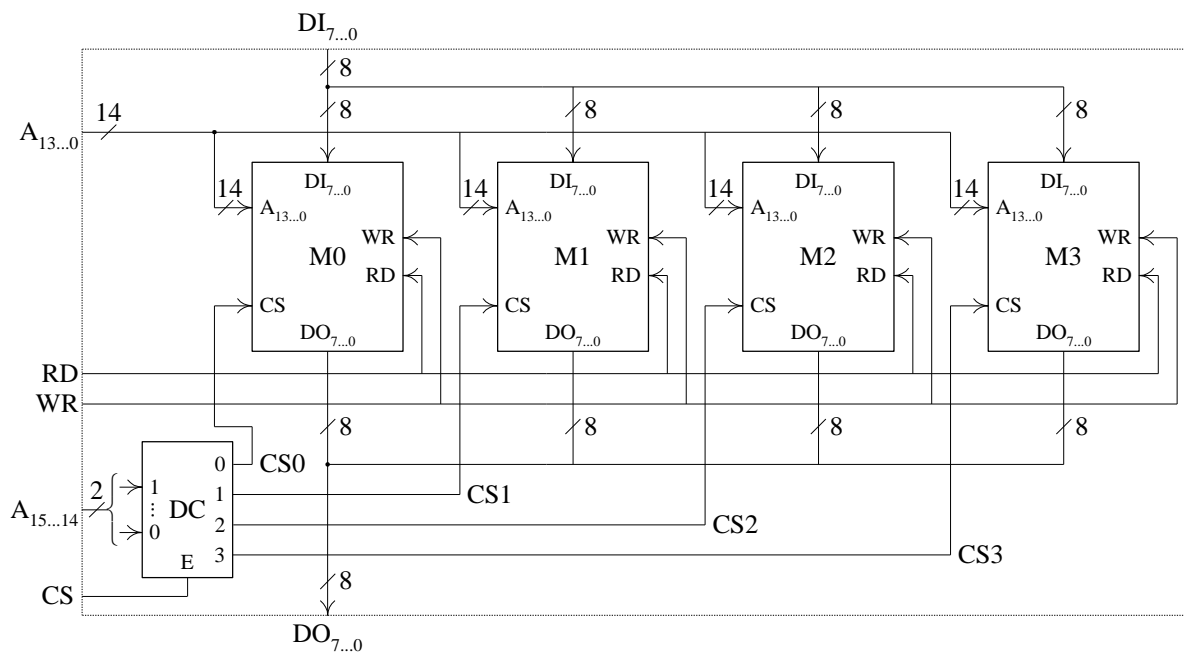 DI7...0
8
8 8 8 8
14
A13...0
DI7...0 DI7...0 DI7...0 DI7...0
14 14 14 14
A13...0 A13...0 A13...0 A13...0
WR WR WR WR
M0 M1 M2 M3
RD RD RD RD
CS CS CS CS
DO7...0 DO7...0 DO7...0 DO7...0
RD
WR
8 8 8 8
0 CS0
2 1 DC 1 CS1
A15...14
0 2 CS2
E 3 CS3
8
CS
DO7...0